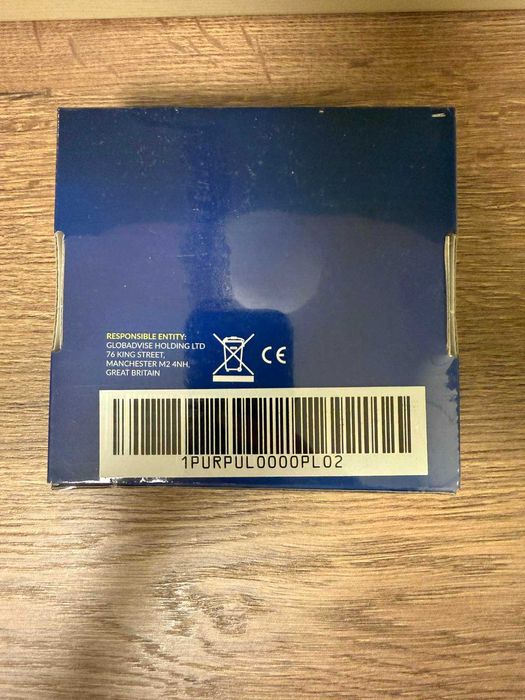 RESPONSIBLE ENTITY:
GLOBADVISE HOLDING LTD
76 KING STREET,
MANCHESTER M2 4NH,
GREAT BRITAIN
CE
1PURPUL0000PL02